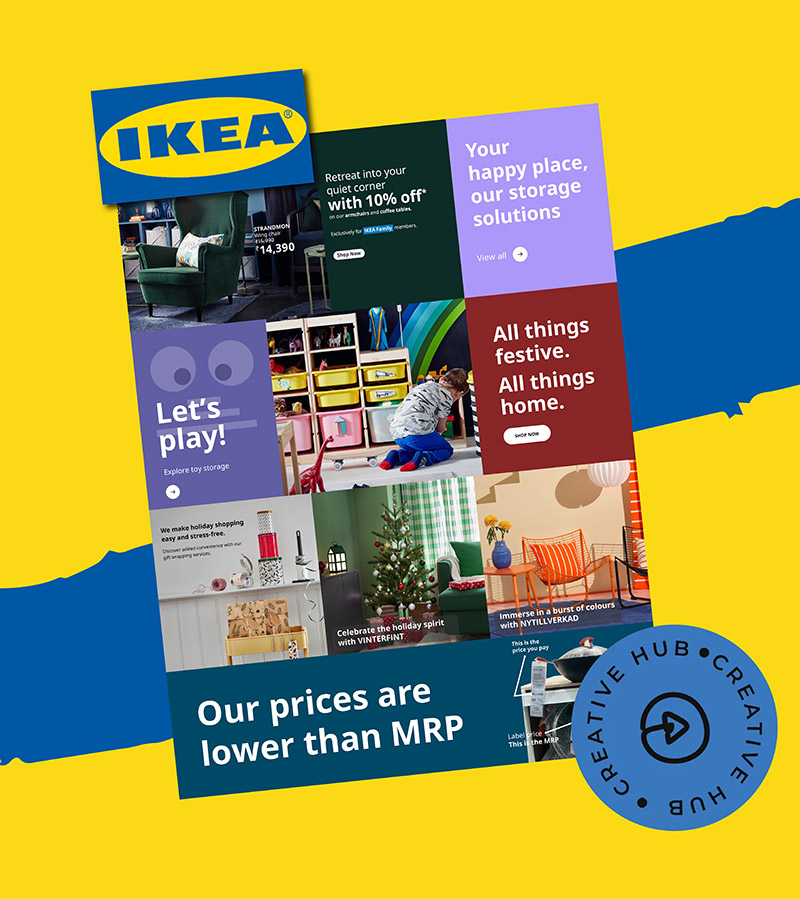 IKEA®
STRANDMON
Wing chair
₹15,990
₹14,390
Retreat into your
quiet corner
with 10% off*
on our armchairs and coffee tables.
Exclusively for IKEA Family members.
Shop Now
Your
happy place,
our storage
solutions
View all
Let's
play!
Explore toy storage
All things
festive.
All things
home.
SHOP NOW
We make holiday shopping
easy and stress-free.
Discover added convenience with our
gift wrapping services.
Celebrate the holiday spirit
with VINTERFINT
Immerse in a burst of colours
with NYTILLVERKAD
Our prices are
lower than MRP
This is the
price you pay
Label price
This is the MRP
CREATIVE HUB • CREATIVE HUB •